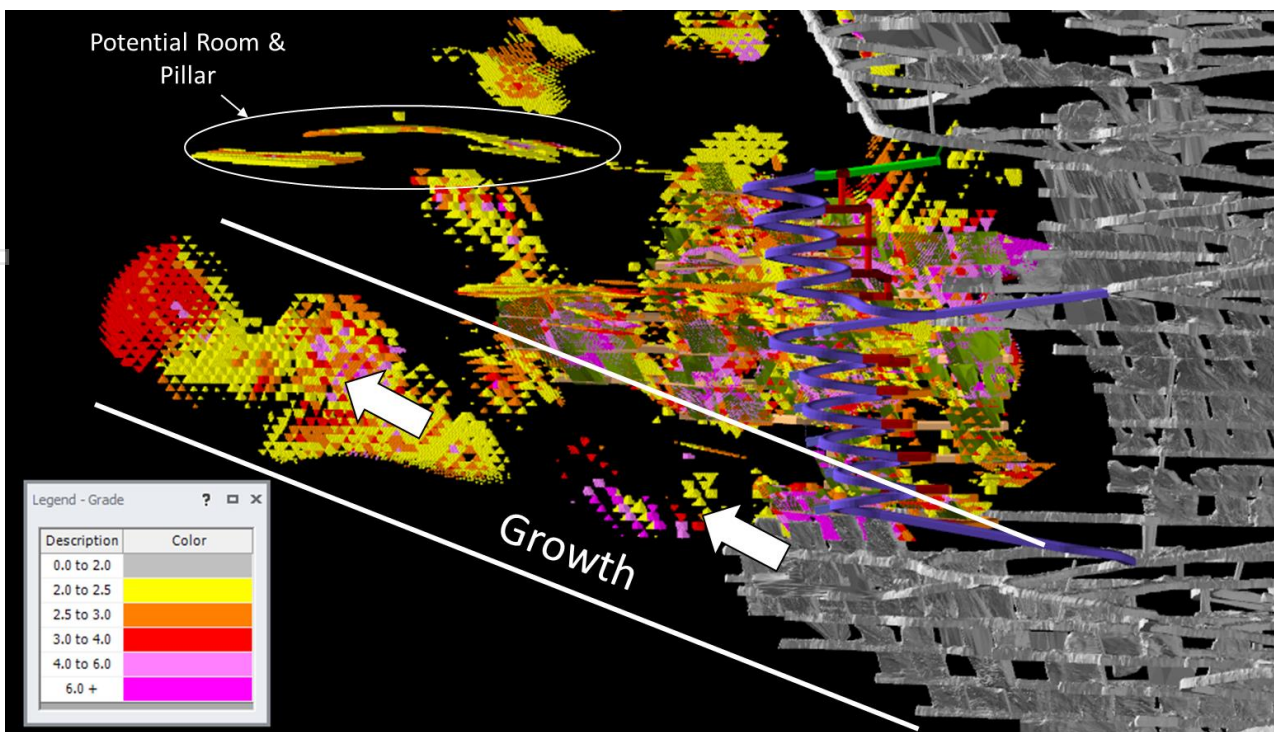 Potential Room &
Pillar
Growth
Legend - Grade ?
Description Color
0.0 to 2.0
2.0 to 2.5
2.5 to 3.0
3.0 to 4.0
4.0 to 6.0
6.0 +